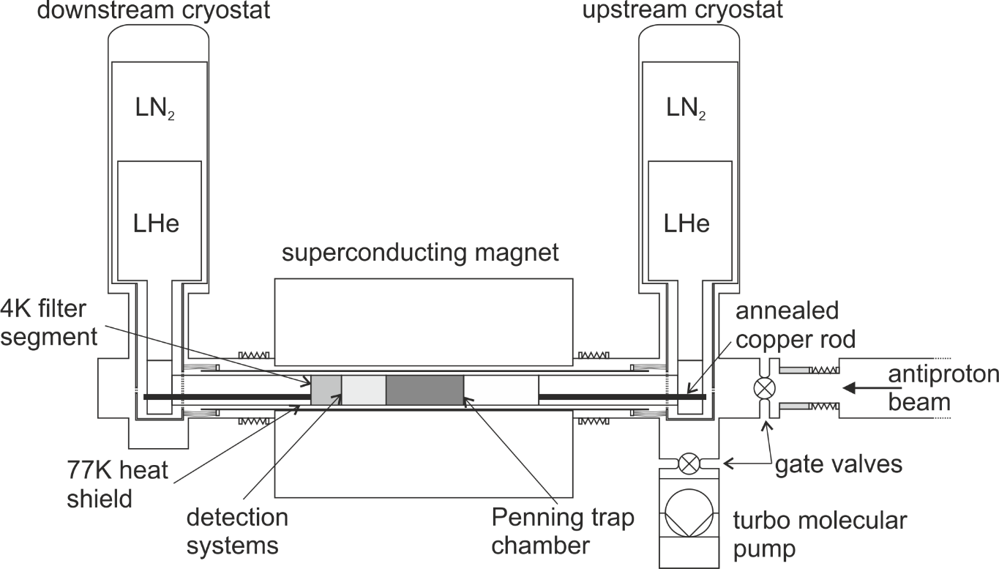 downstream cryostat
upstream cryostat
LN₂
LN₂
LHe
LHe
superconducting magnet
4K filter
segment
annealed
copper rod
antiproton
beam
77K heat
shield
gate valves
detection
systems
Penning trap
chamber
turbo molecular
pump